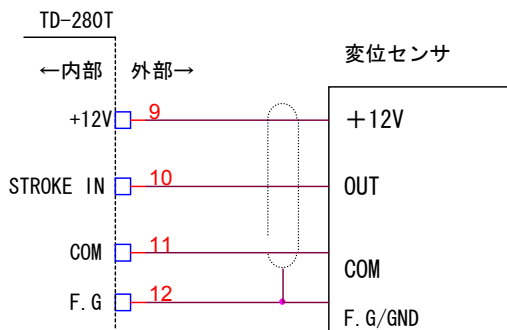 TD-280T
変位センサ
←内部 外部→
+12V 9 +12V
STROKE IN 10 OUT
COM 11 COM
F.G 12 F.G/GND